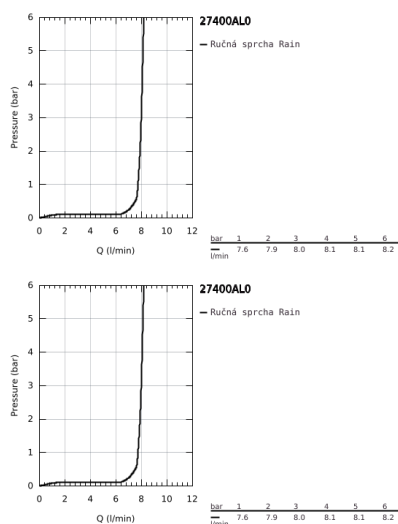 27400AL0
Ručná sprcha Rain
6
5
4
3
2
1
0
Pressure (bar)
0 2 4 6 8 10 12
Q (l/min)
bar 1 2 3 4 5 6
7.6 7.9 8.0 8.1 8.1 8.2
l/min
27400AL0
Ručná sprcha Rain
6
5
4
3
2
1
0
Pressure (bar)
0 2 4 6 8 10 12
Q (l/min)
bar 1 2 3 4 5 6
7.6 7.9 8.0 8.1 8.1 8.2
l/min